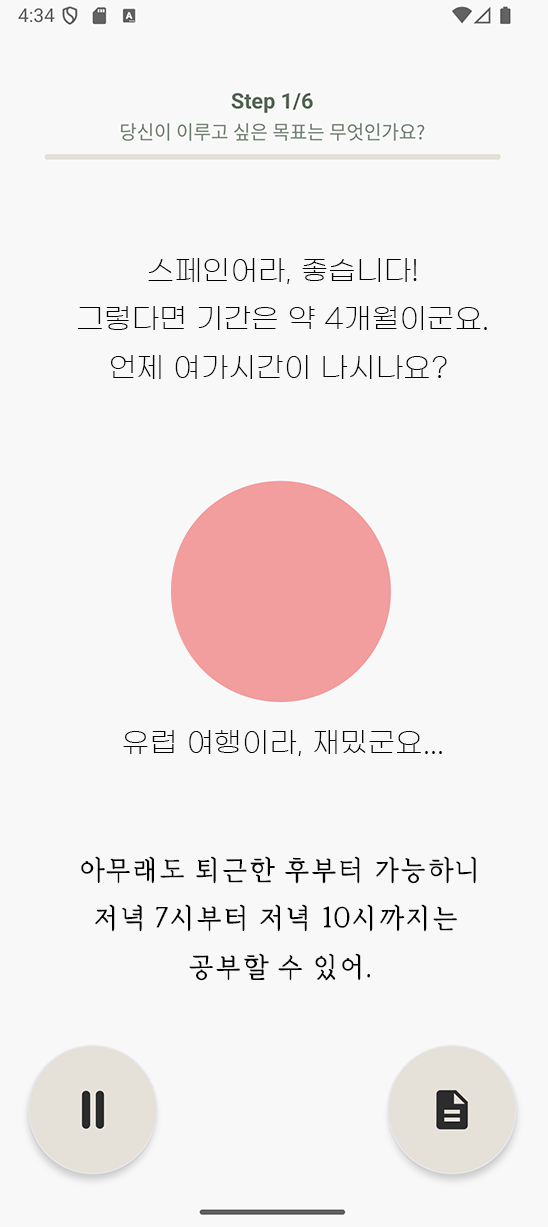 4:34
Step 1/6
당신이 이루고 싶은 목표는 무엇인가요?
스페인어라, 좋습니다!
그렇다면 기간은 약 4개월이군요.
언제 여가시간이 나시나요?
유럽 여행이라, 재밌군요...
아무래도 퇴근한 후부터 가능하니
저녁 7시부터 저녁 10시까지는
공부할 수 있어.